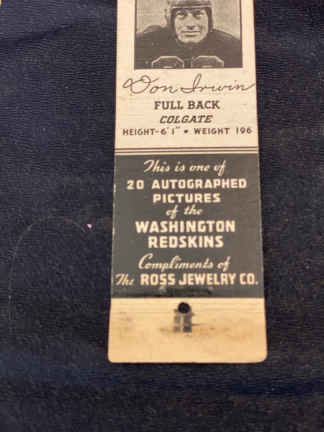 Don Irwin
FULL BACK
COLGATE
HEIGHT-6'1" • WEIGHT 196
This is one of
20 AUTOGRAPHED
PICTURES
of the
WASHINGTON
REDSKINS
Compliments of
The ROSS JEWELRY CO.